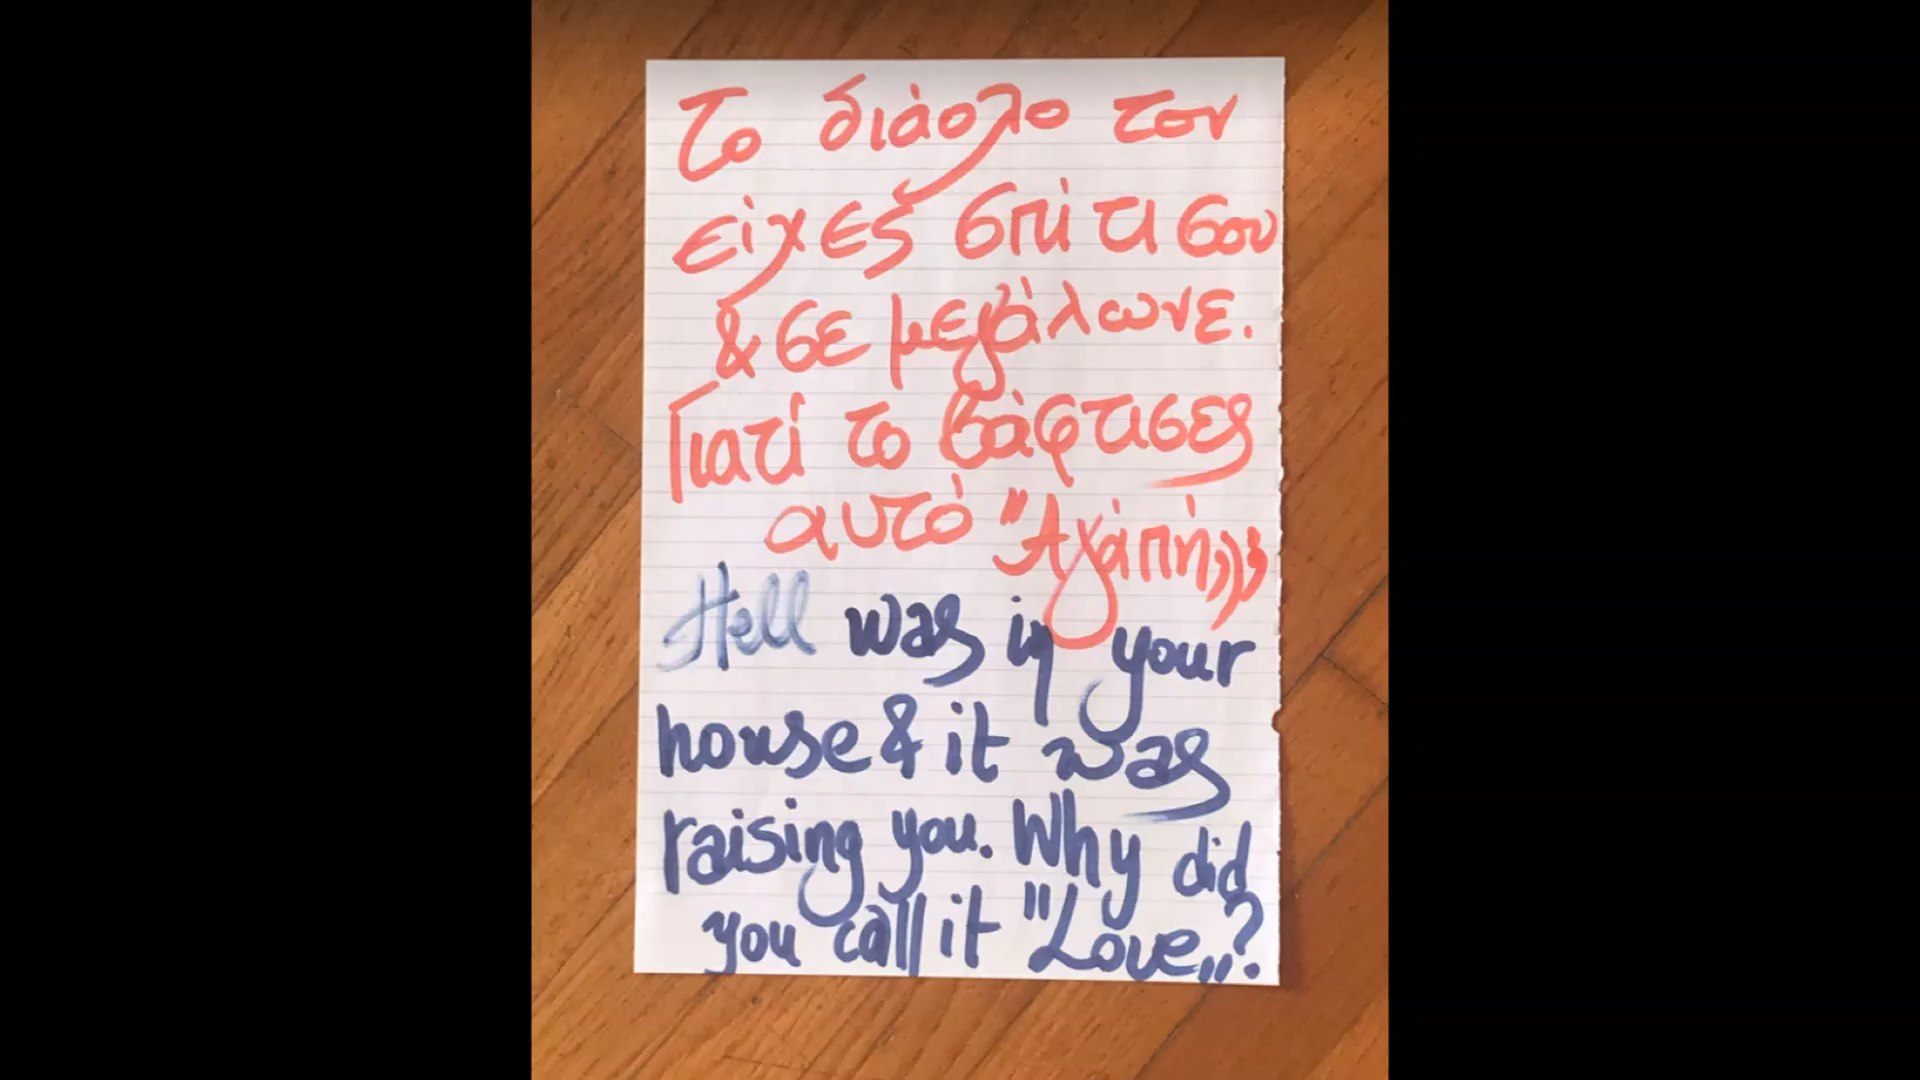 Το διάολο τον
είχες σπίτι σου
& σε μεγάλωνε.
Γιατί το βάφτισες
αυτό "Αγάπη,,;
Hell was in your
house & it was
raising you. Why did
you call it "Love,,?